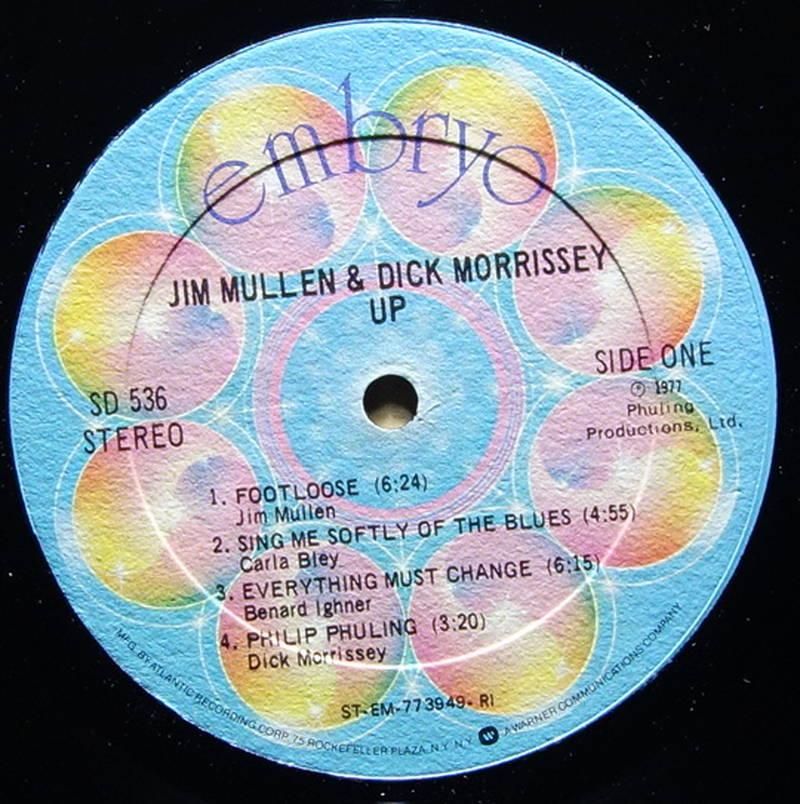 embryo
JIM MULLEN & DICK MORRISSEY
UP
SD 536
STEREO
SIDE ONE
℗ 1977
Phuling
Productions, Ltd.
1. FOOTLOOSE (6:24)
Jim Mullen
2. SING ME SOFTLY OF THE BLUES (4:55)
Carla Bley
3. EVERYTHING MUST CHANGE (6:15)
Benard Ighner
4. PHILIP PHULING (3:20)
Dick Morrissey
ST-EM-773949-RI
MFG. BY ATLANTIC RECORDING CORP. 75 ROCKEFELLER PLAZA, N.Y. N.Y. W A WARNER COMMUNICATIONS COMPANY